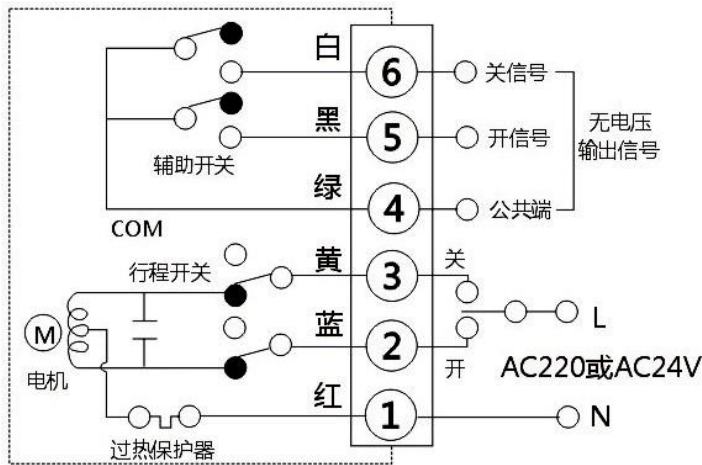 白
6
关信号
黑
5
开信号
无电压
输出信号
辅助开关
绿
4
公共端
COM
行程开关
黄
3
关
M
电机
蓝
2
开
L
AC220或AC24V
红
1
N
过热保护器